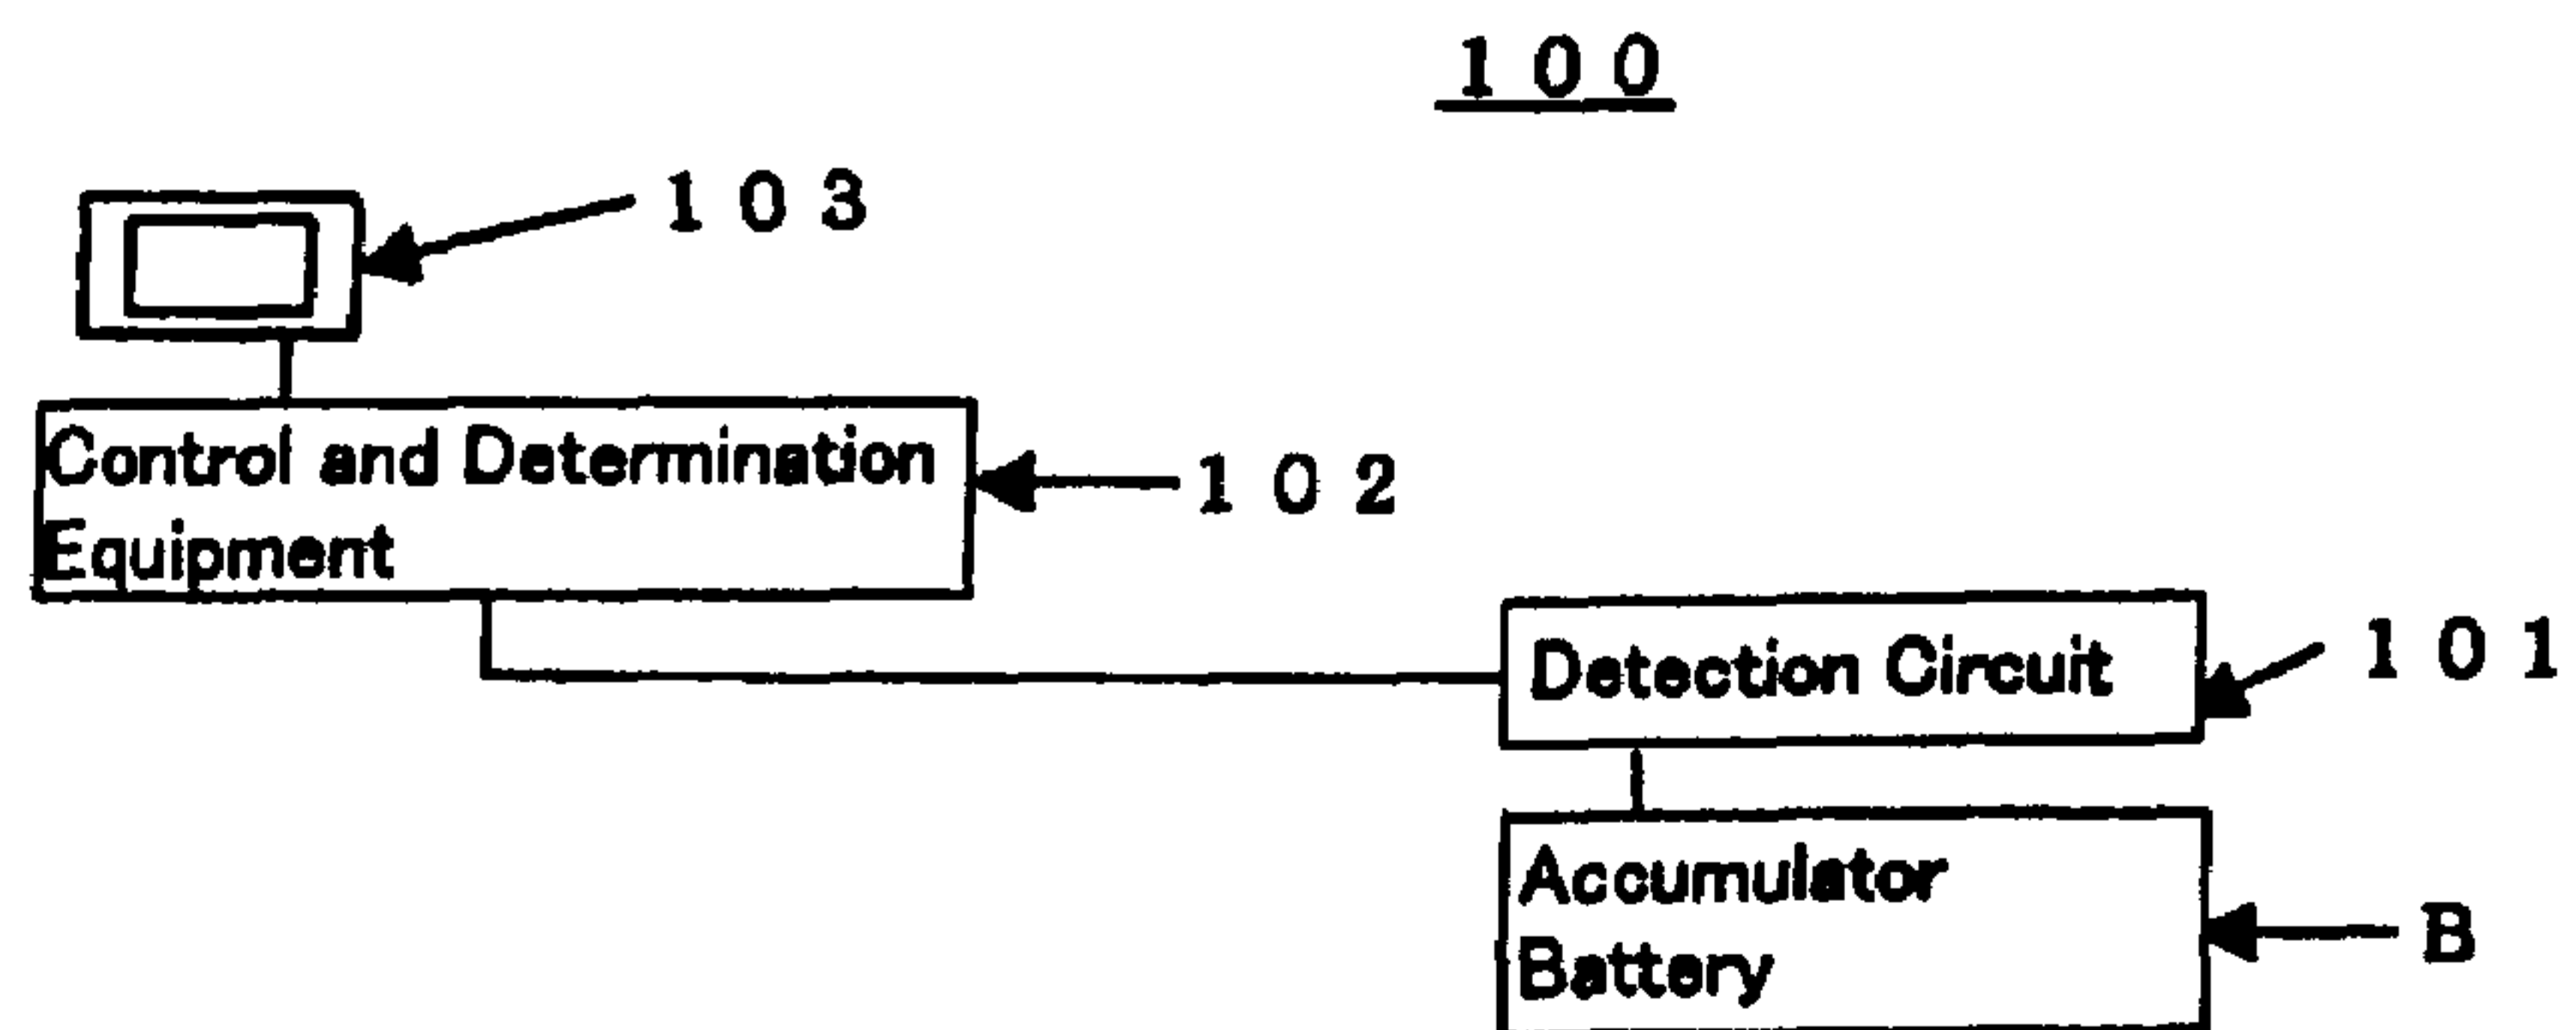 100
103
Control and Determination
Equipment
102
Detection Circuit
101
Accumulator
Battery
B